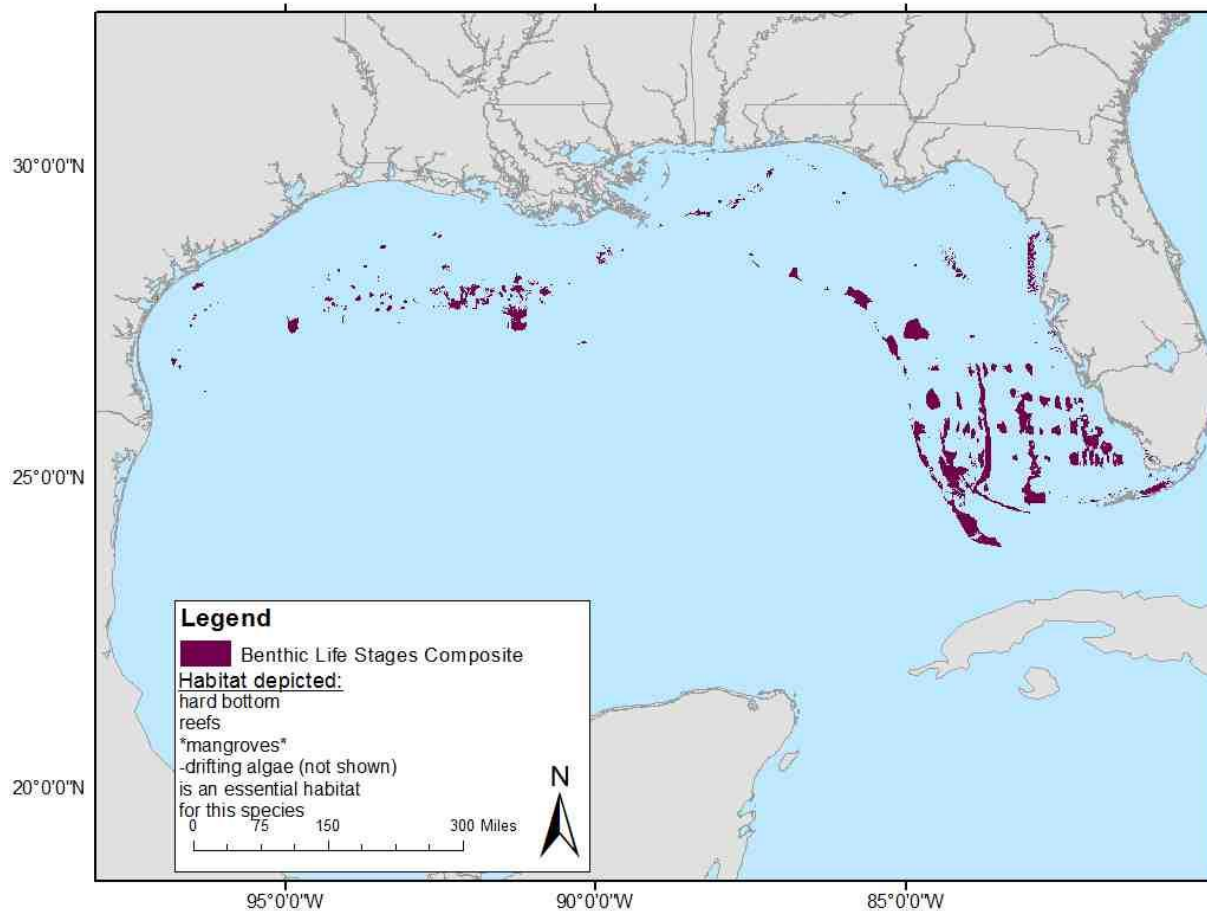 30°0'0"N
25°0'0"N
20°0'0"N
Legend
Benthic Life Stages Composite
Habitat depicted:
hard bottom
reefs
*mangroves*
-drifting algae (not shown)
is an essential habitat
for this species
N
0 75 150 300 Miles
95°0'0"W 90°0'0"W 85°0'0"W